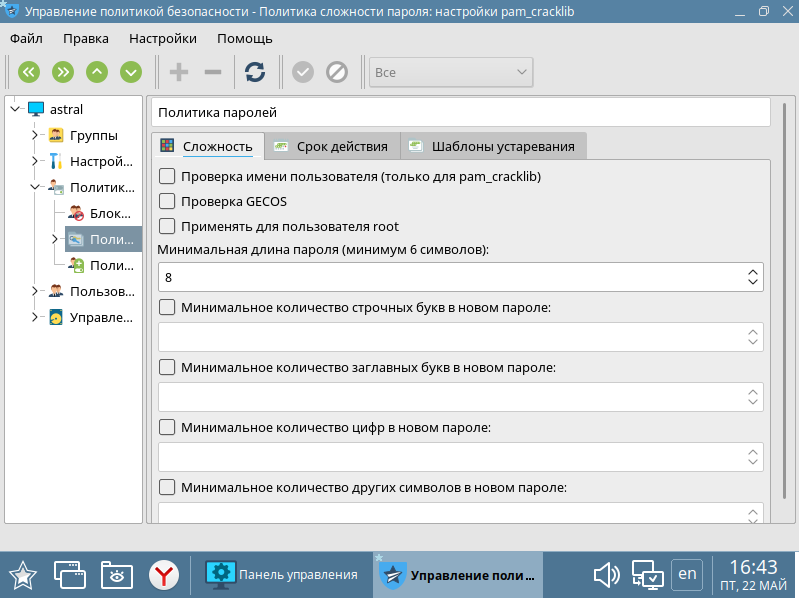 Управление политикой безопасности - Политика сложности пароля: настройки pam_cracklib
Файл Правка Настройки Помощь
Все
astral
Группы
Настрой...
Политик...
Блок...
Поли...
Поли...
Пользов...
Управле...
Политика паролей
Сложность Срок действия Шаблоны устаревания
Проверка имени пользователя (только для pam_cracklib)
Проверка GECOS
Применять для пользователя root
Минимальная длина пароля (минимум 6 символов):
8
Минимальное количество строчных букв в новом пароле:
Минимальное количество заглавных букв в новом пароле:
Минимальное количество цифр в новом пароле:
Минимальное количество других символов в новом пароле:
Панель управления
Управление поли...
en
16:43
ПТ, 22 МАЙ